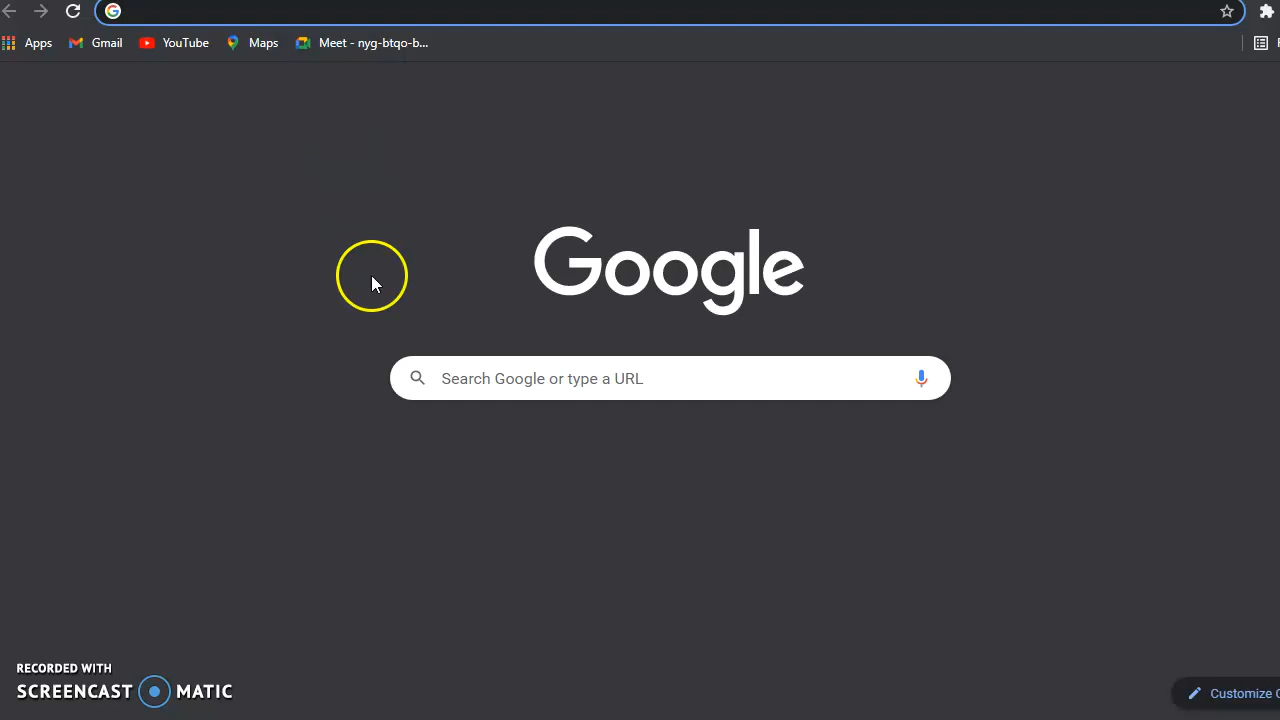 Apps Gmail YouTube Maps Meet - nyg-btqo-b...
Google
Search Google or type a URL
RECORDED WITH
SCREENCAST MATIC
Customize C